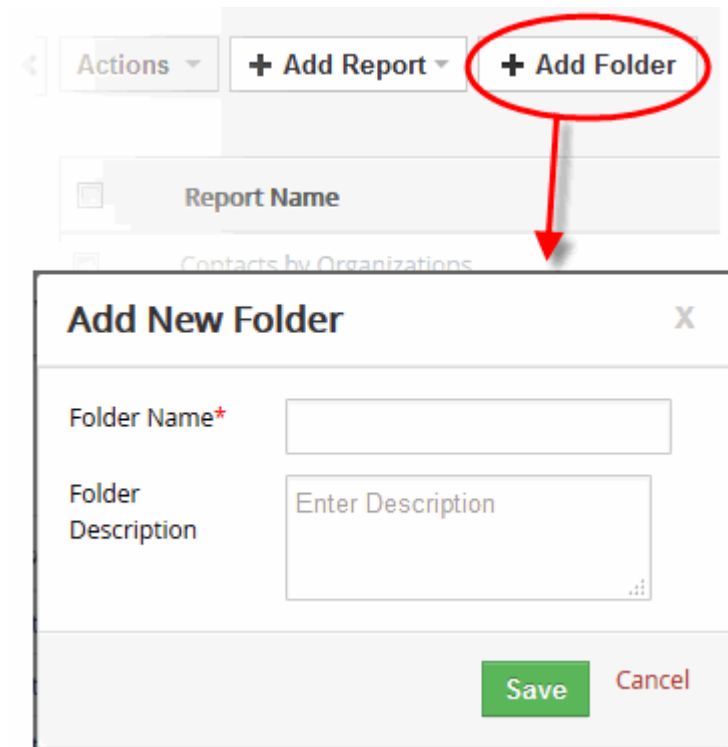 Actions + Add Report + Add Folder
Report Name
Contacts by Organizations
Add New Folder X
Folder Name*
Folder
Description
Enter Description
Save Cancel